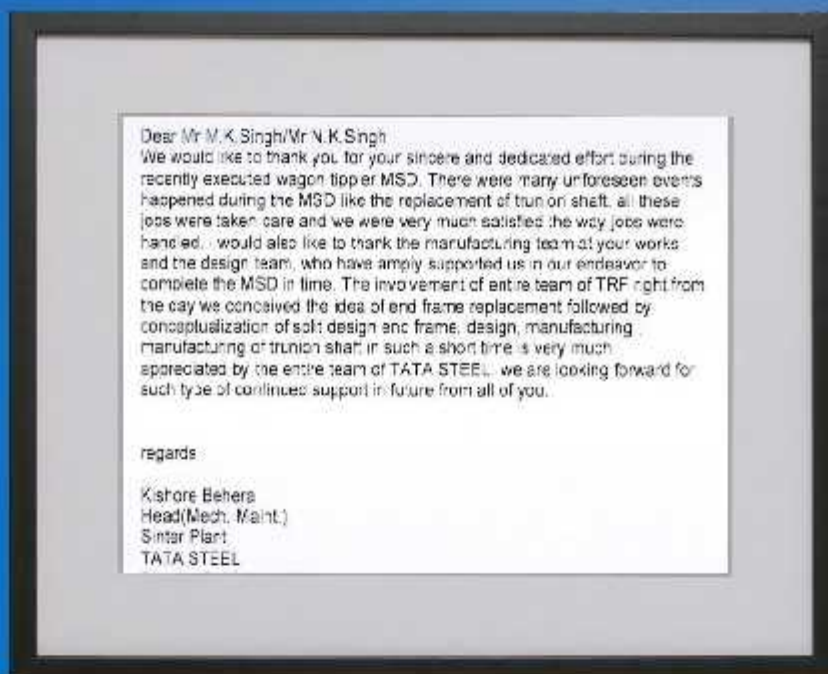 Dear Mr M.K.Singh/Mr N.K.Singh
We would like to thank you for your sincere and dedicated effort during the
recently executed wagon tippler MSD. There were many unforeseen events
happened during the MSD like the replacement of trunion shaft, all these
jobs were taken care and we were very much satisfied the way jobs were
handled. I would also like to thank the manufacturing team at your works
and the design team, who have amply supported us in our endeavor to
complete the MSD in time. The involvement of entire team of TRF right from
the day we conceived the idea of end frame replacement followed by
conceptualization of split design end frame, design, manufacturing
manufacturing of trunion shaft in such a short time is very much
appreciated by the entire team of TATA STEEL. we are looking forward for
such type of continued support in future from all of you.
regards
Kishore Behera
Head(Mech. Maint.)
Sinter Plant
TATA STEEL